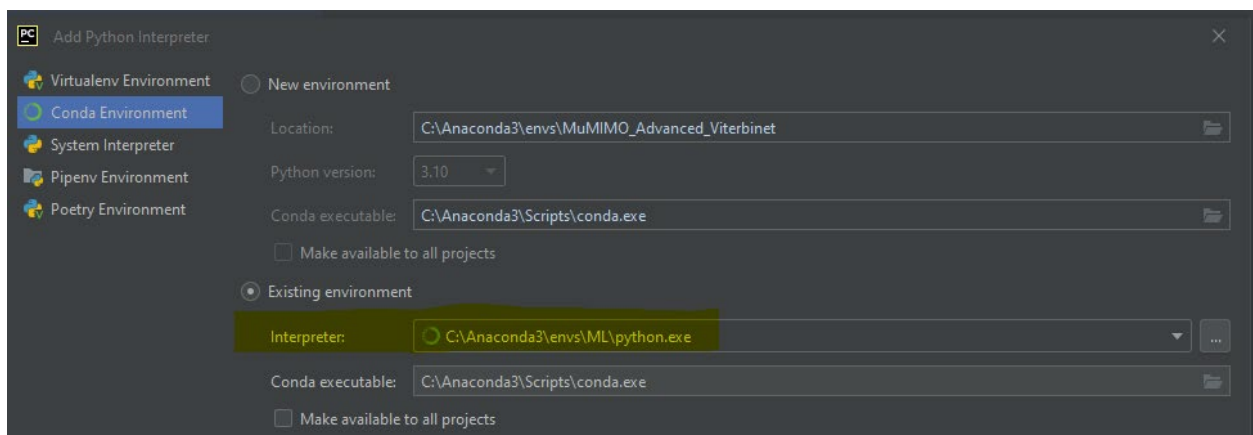 PC Add Python Interpreter
Virtualenv Environment
Conda Environment
System Interpreter
Pipenv Environment
Poetry Environment
New environment
Location: C:\Anaconda3\envs\MuMIMO_Advanced_Viterbinet
Python version: 3.10
Conda executable: C:\Anaconda3\Scripts\conda.exe
Make available to all projects
Existing environment
Interpreter: C:\Anaconda3\envs\ML\python.exe ...
Conda executable: C:\Anaconda3\Scripts\conda.exe
Make available to all projects